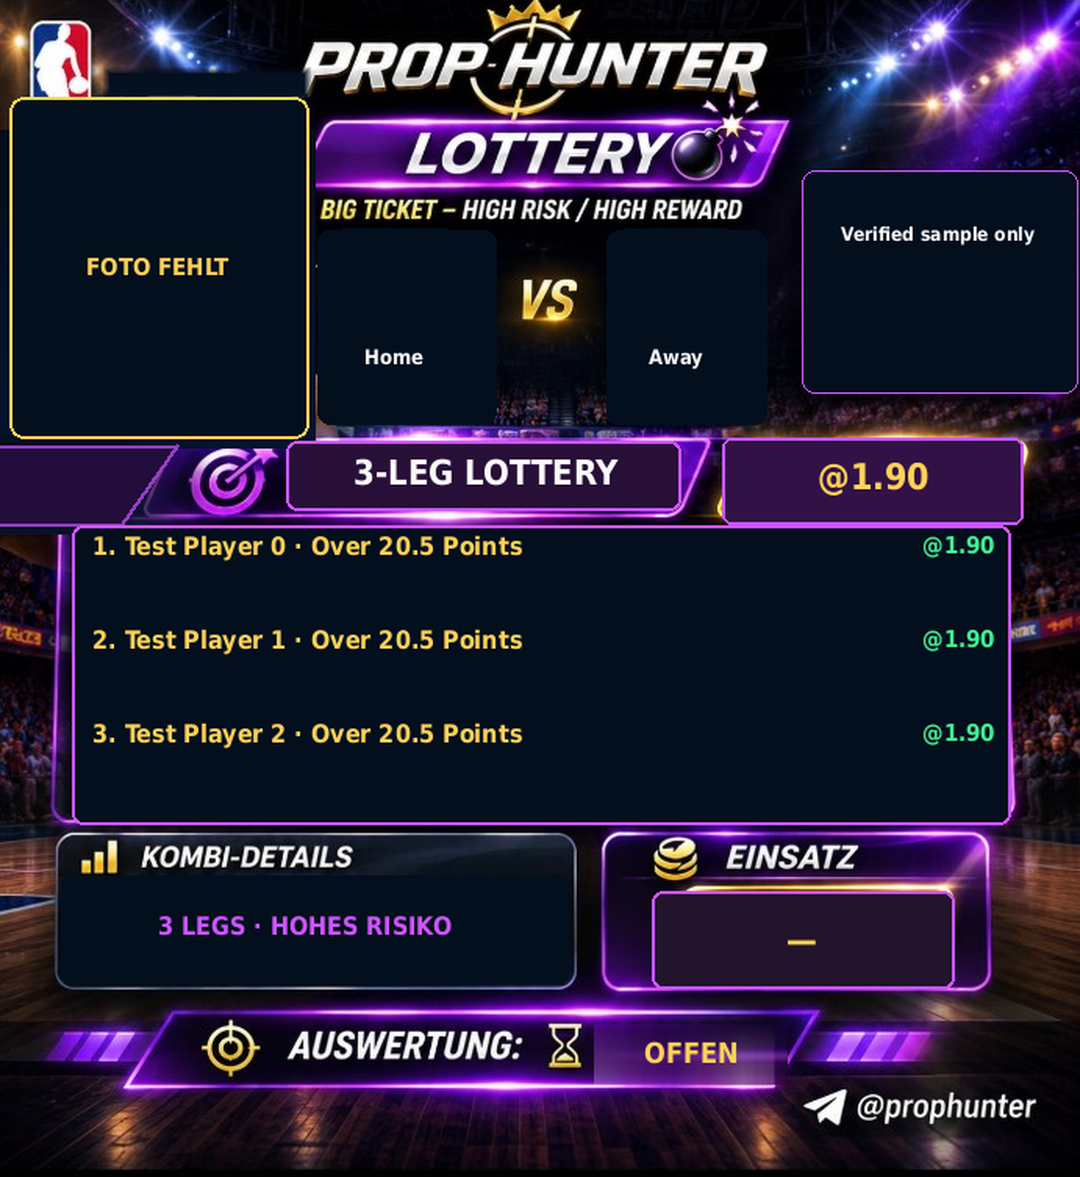 PROP-HUNTER
LOTTERY
BIG TICKET – HIGH RISK / HIGH REWARD
FOTO FEHLT
Verified sample only
VS
Home
Away
3-LEG LOTTERY
@1.90
1. Test Player 0 · Over 20.5 Points
@1.90
2. Test Player 1 · Over 20.5 Points
@1.90
3. Test Player 2 · Over 20.5 Points
@1.90
KOMBI-DETAILS
3 LEGS · HOHES RISIKO
EINSATZ
—
AUSWERTUNG:
OFFEN
@prophunter